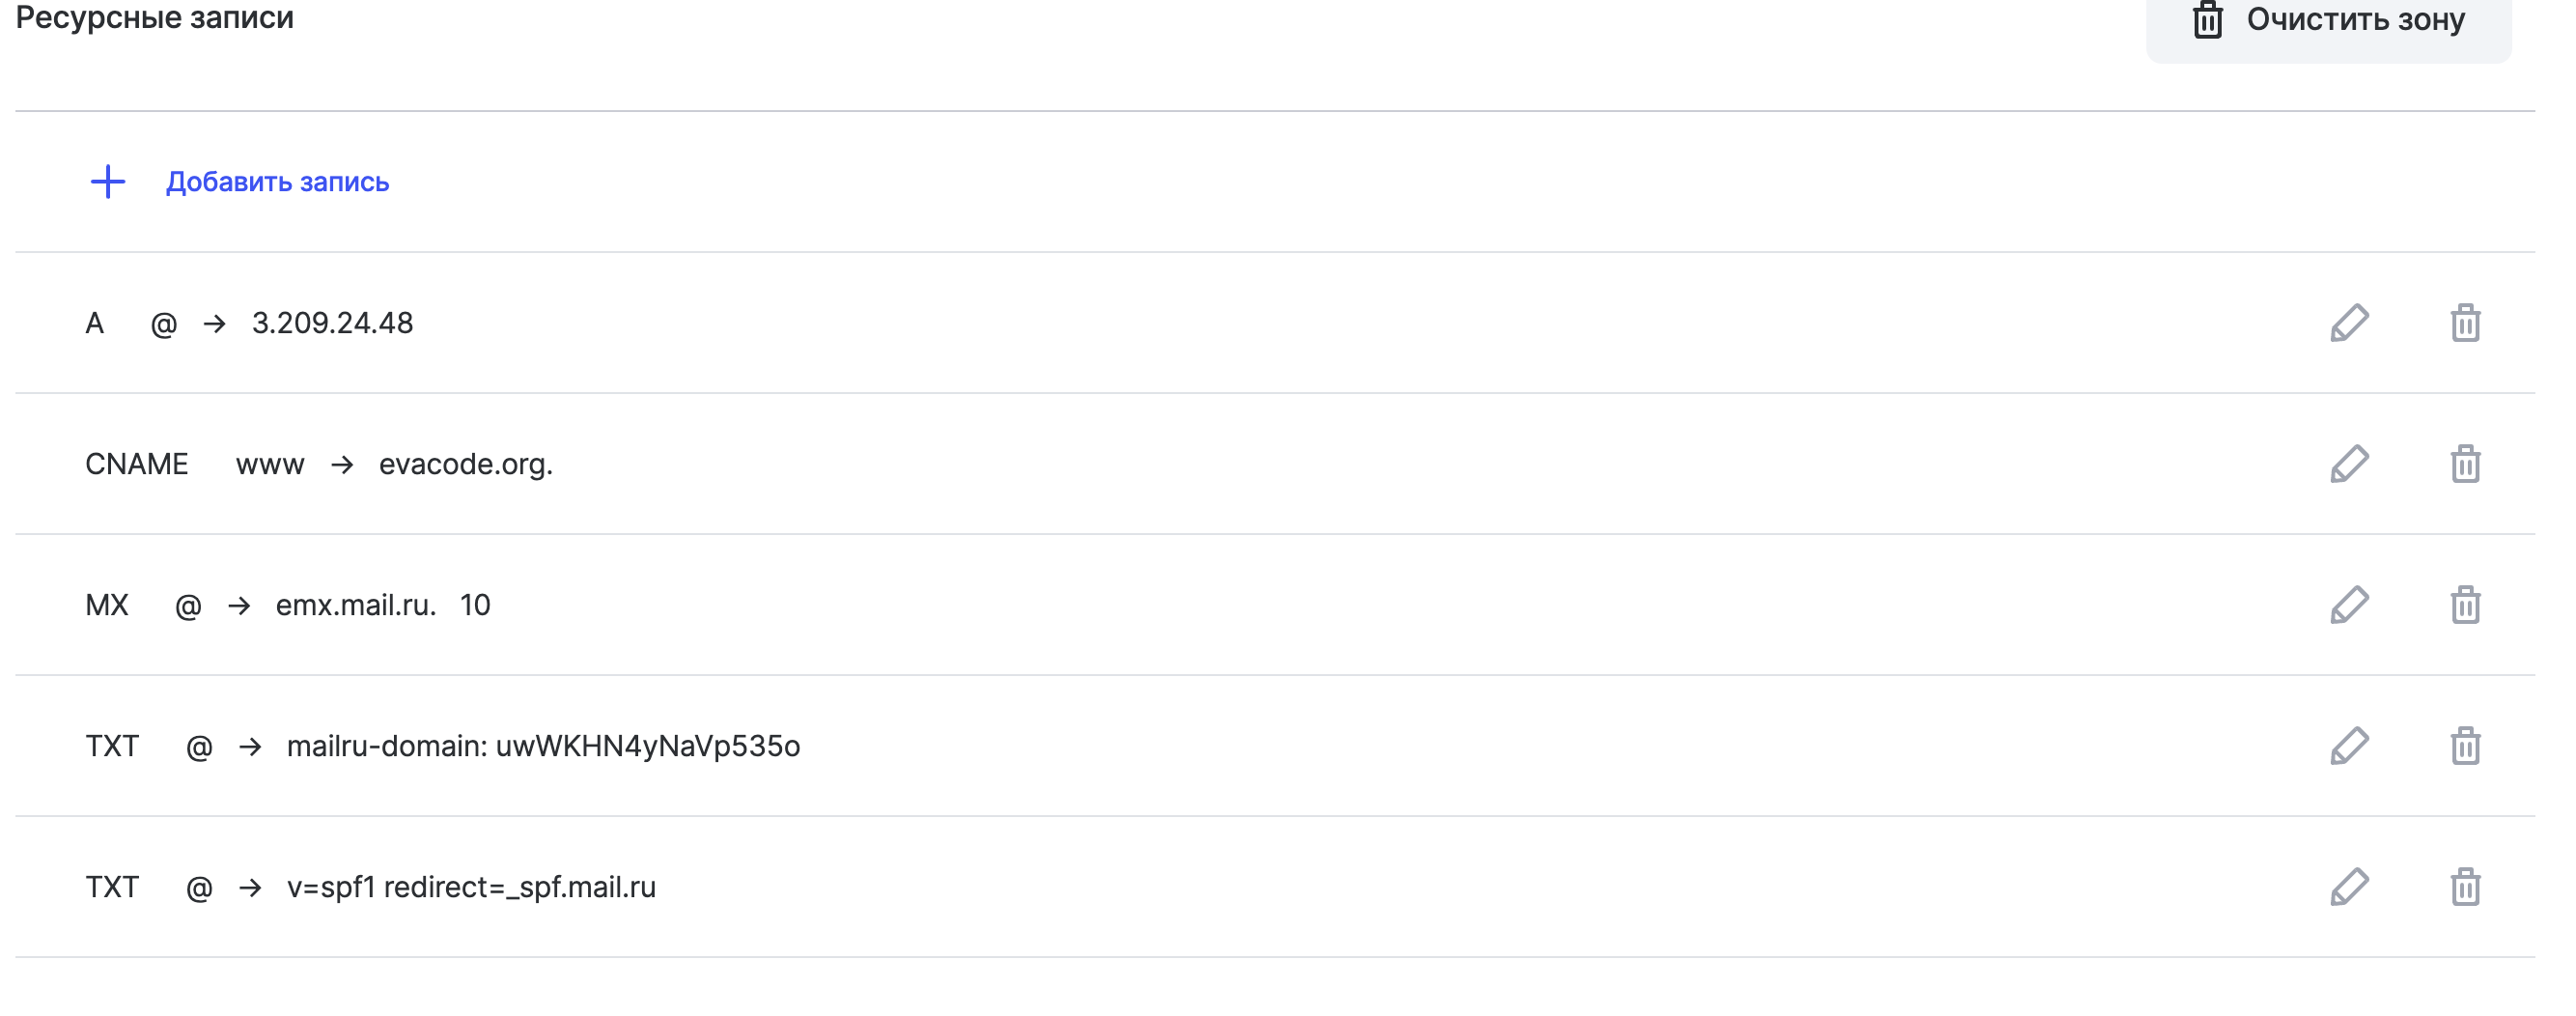 Ресурсные записи
Очистить зону
Добавить запись
A @ → 3.209.24.48
CNAME www → evacode.org.
MX @ → emx.mail.ru. 10
TXT @ → mailru-domain: uwWKHN4yNaVp535o
TXT @ → v=spf1 redirect=_spf.mail.ru